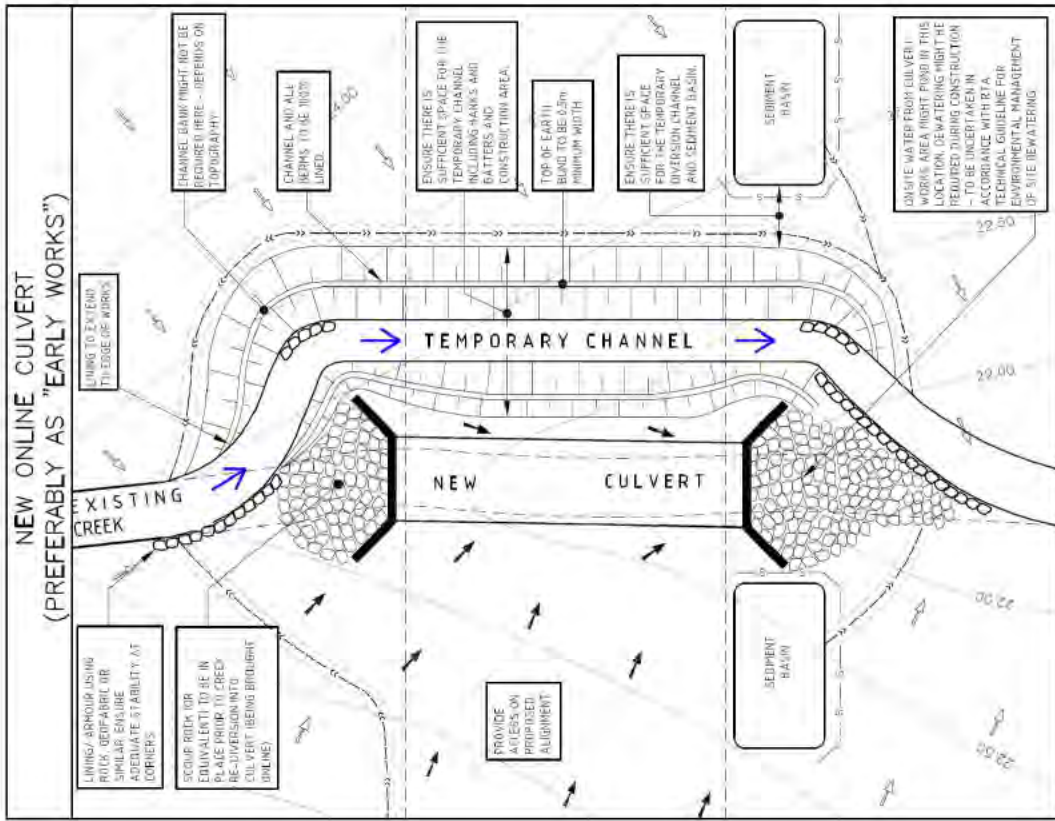 NEW ONLINE CULVERT
(PREFERABLY AS "EARLY WORKS")
CHANNEL BANK MIGHT NOT BE
REQUIRED HERE - DEPENDS ON
TOPOGRAPHY
CHANNEL AND ALL
BERMS TO BE 100%
LINED.
ENSURE THERE IS
SUFFICIENT SPACE FOR THE
TEMPORARY CHANNEL
INCLUDING BANKS AND
BATTERS AND
CONSTRUCTION AREA.
TOP OF EARTH
BUND TO BE 0.5m
MINIMUM WIDTH
ENSURE THERE IS
SUFFICIENT SPACE
FOR THE TEMPORARY
DIVERSION CHANNEL
AND SEDIMENT BASIN.
SEDIMENT
BASIN
ONSITE WATER FROM CULVERT
WORKS AREA MIGHT POND IN THIS
LOCATION. DEWATERING MIGHT BE
REQUIRED DURING CONSTRUCTION
- TO BE UNDERTAKEN IN
ACCORDANCE WITH RTA
TECHNICAL GUIDELINE FOR
ENVIRONMENTAL MANAGEMENT
OF SITE DEWATERING
LINING TO EXTEND
TO EDGE OF WORKS
22.50
TEMPORARY CHANNEL
22.00
EXISTING
CREEK
NEW CULVERT
22.00
LINING/ARMOUR USING
ROCK, GEOFABRIC OR
SIMILAR ENSURE
ADEQUATE STABILITY AT
CORNERS
SCOUR ROCK (OR
EQUIVALENT) TO BE IN
PLACE PRIOR TO CREEK
RE-DIVERSION INTO
CULVERT (BEING BROUGHT
ONLINE)
PROVIDE
ACCESS ON
PROPOSED
ALIGNMENT
SEDIMENT
BASIN
22.50